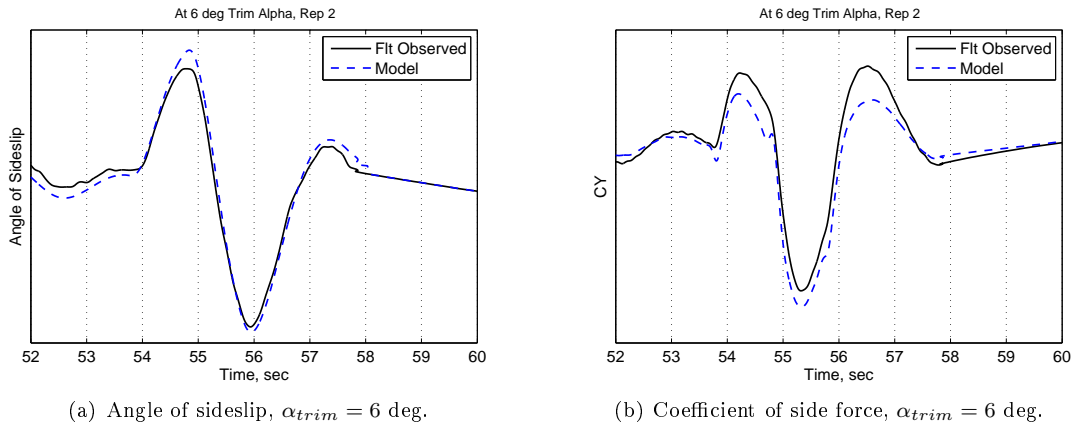 At 6 deg Trim Alpha, Rep 2
Flt Observed
Model
Angle of Sideslip
52 53 54 55 56 57 58 59 60
Time, sec
(a) Angle of sideslip, αtrim = 6 deg.
At 6 deg Trim Alpha, Rep 2
Flt Observed
Model
CY
52 53 54 55 56 57 58 59 60
Time, sec
(b) Coefficient of side force, αtrim = 6 deg.